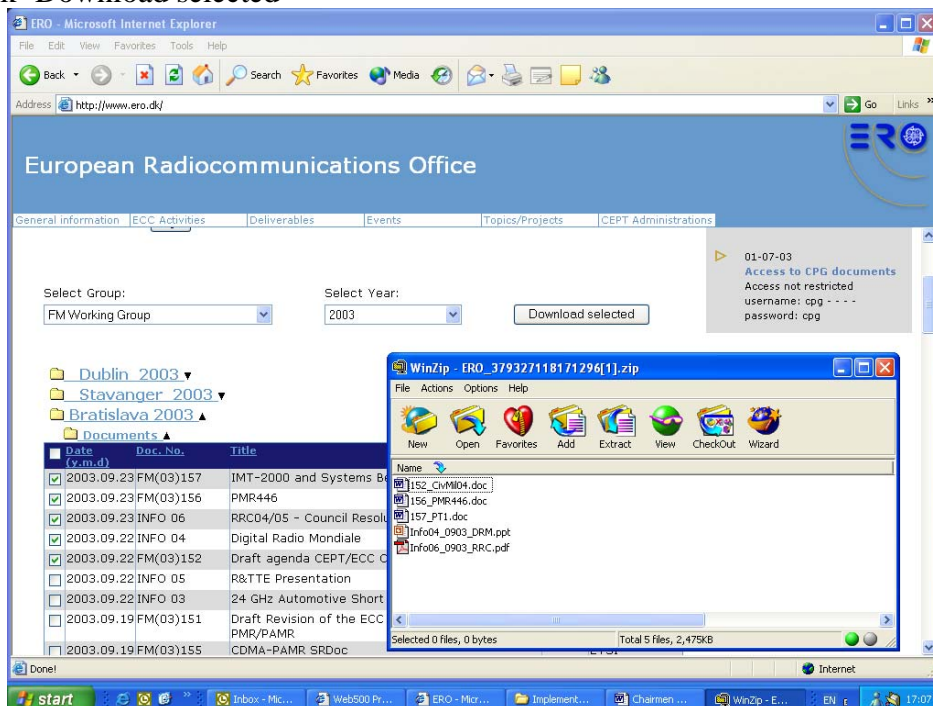 ERO - Microsoft Internet Explorer
File Edit View Favorites Tools Help
Back Search Favorites Media
Address http://www.ero.dk/ Go Links »
ERO
European Radiocommunications Office
General information ECC Activities Deliverables Events Topics/Projects CEPT Administrations
01-07-03
Access to CPG documents
Access not restricted
username: cpg - - - -
password: cpg
Select Group: Select Year:
FM Working Group 2003 Download selected
Dublin 2003
Stavanger 2003
Bratislava 2003
Documents
Date (y.m.d) Doc. No. Title
2003.09.23 FM(03)157 IMT-2000 and Systems Be
2003.09.23 FM(03)156 PMR446
2003.09.23 INFO 06 RRC04/05 - Council Resolu
2003.09.22 INFO 04 Digital Radio Mondiale
2003.09.22 FM(03)152 Draft agenda CEPT/ECC C
2003.09.22 INFO 05 R&TTE Presentation
2003.09.22 INFO 03 24 GHz Automotive Short
2003.09.19 FM(03)151 Draft Revision of the ECC
PMR/PAMR
2003.09.19 FM(03)155 CDMA-PAMR SRDoc
WinZip - ERO_379327118171296[1].zip
File Actions Options Help
New Open Favorites Add Extract View CheckOut Wizard
Name
152_CivMil04.doc
156_PMR446.doc
157_PT1.doc
Info04_0903_DRM.ppt
Info06_0903_RRC.pdf
Selected 0 files, 0 bytes Total 5 files, 2,475KB
Done! Internet
start Inbox - Mic... Web500 Pr... ERO - Micr... Implement... Chairmen ... WinZip - E... EN 17:07